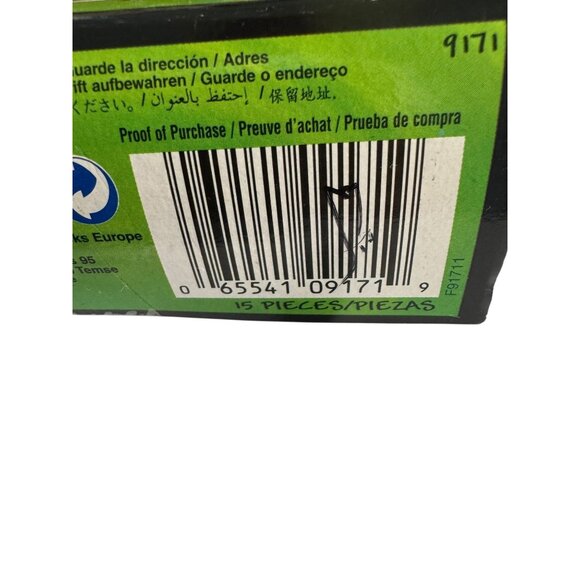 9171
uarde la dirección / Adres
ift aufbewahren / Guarde o endereço
ください。/ إحتفظ بالعنوان / 保留地址.
Proof of Purchase / Preuve d'achat / Prueba de compra
ks Europe
s 95
Temse
e
0 65541 09171 9
15 PIECES/PIEZAS
F91711